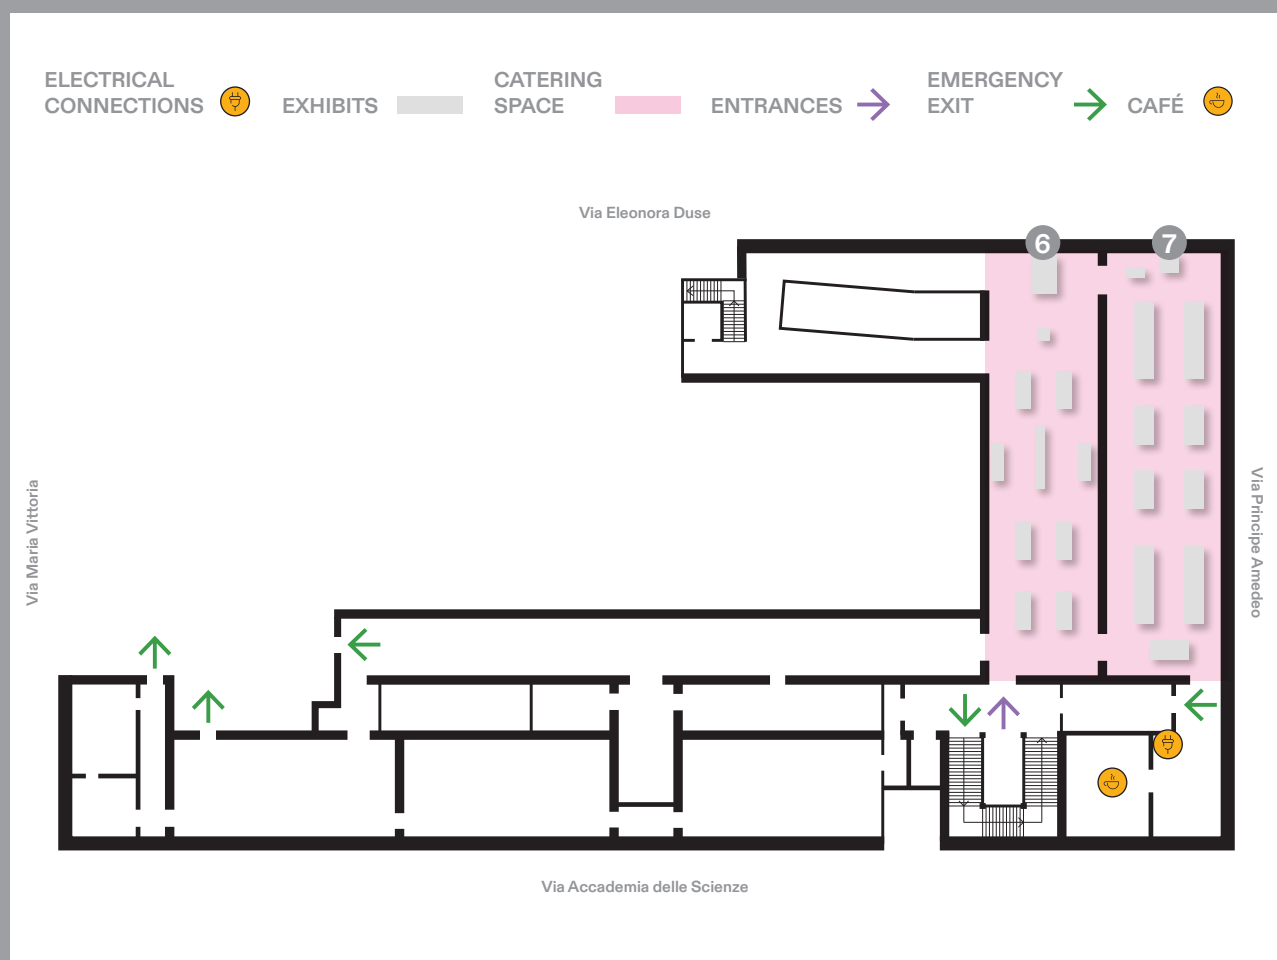 ELECTRICAL
CONNECTIONS
EXHIBITS
CATERING
SPACE
ENTRANCES
EMERGENCY
EXIT
CAFÉ
Via Eleonora Duse
6
7
Via Maria Vittoria
Via Principe Amedeo
Via Accademia delle Scienze